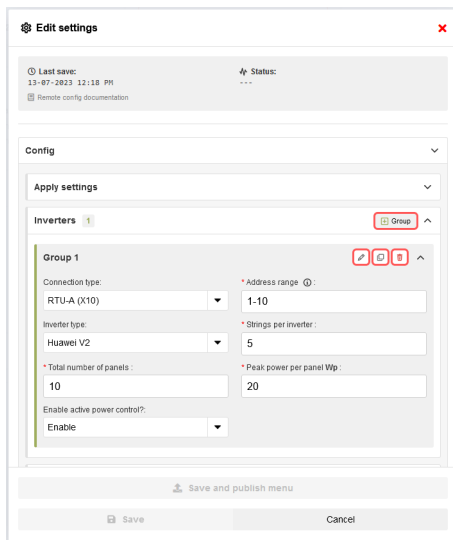 Edit settings
Last save:
13-07-2023 12:18 PM
Remote config documentation
Status:
---
Config
Apply settings
Inverters 1
Group
Group 1
Connection type:
* Address range :
RTU-A (X10)
1-10
Inverter type:
* Strings per inverter :
Huawei V2
5
* Total number of panels :
* Peak power per panel Wp :
10
20
Enable active power control?:
Enable
Save and publish menu
Save
Cancel